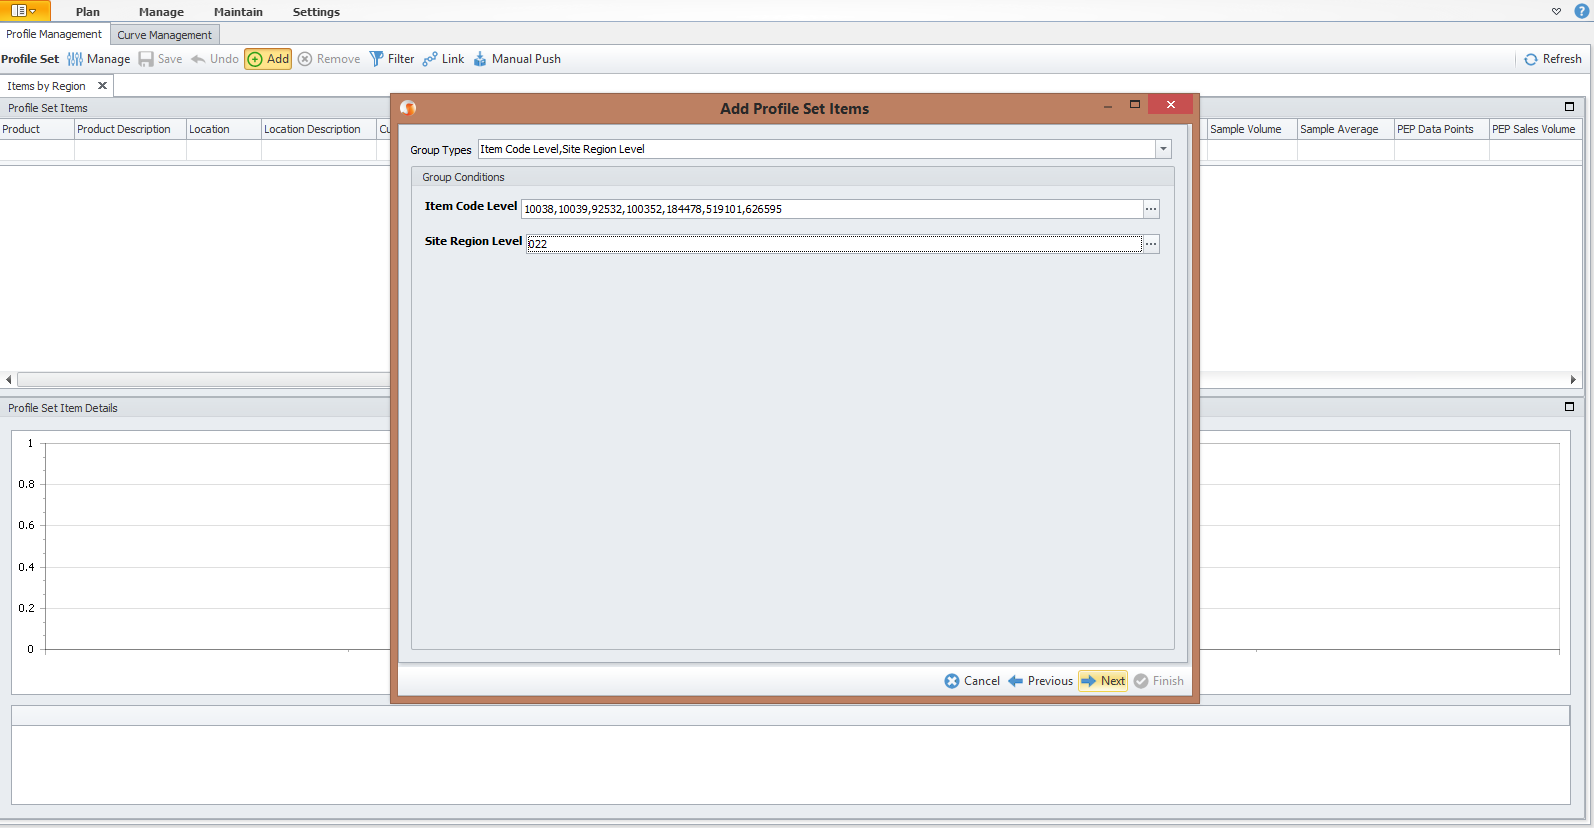 Plan Manage Maintain Settings
Profile Management Curve Management
Profile Set Manage Save Undo Add Remove Filter Link Manual Push Refresh
Items by Region
Profile Set Items
Product Product Description Location Location Description Cu Sample Volume Sample Average PEP Data Points PEP Sales Volume
Add Profile Set Items
Group Types Item Code Level,Site Region Level
Group Conditions
Item Code Level 10038,10039,92532,100352,184478,519101,626595 ...
Site Region Level 022 ...
Cancel Previous Next Finish
Profile Set Item Details
1
0.8
0.6
0.4
0.2
0